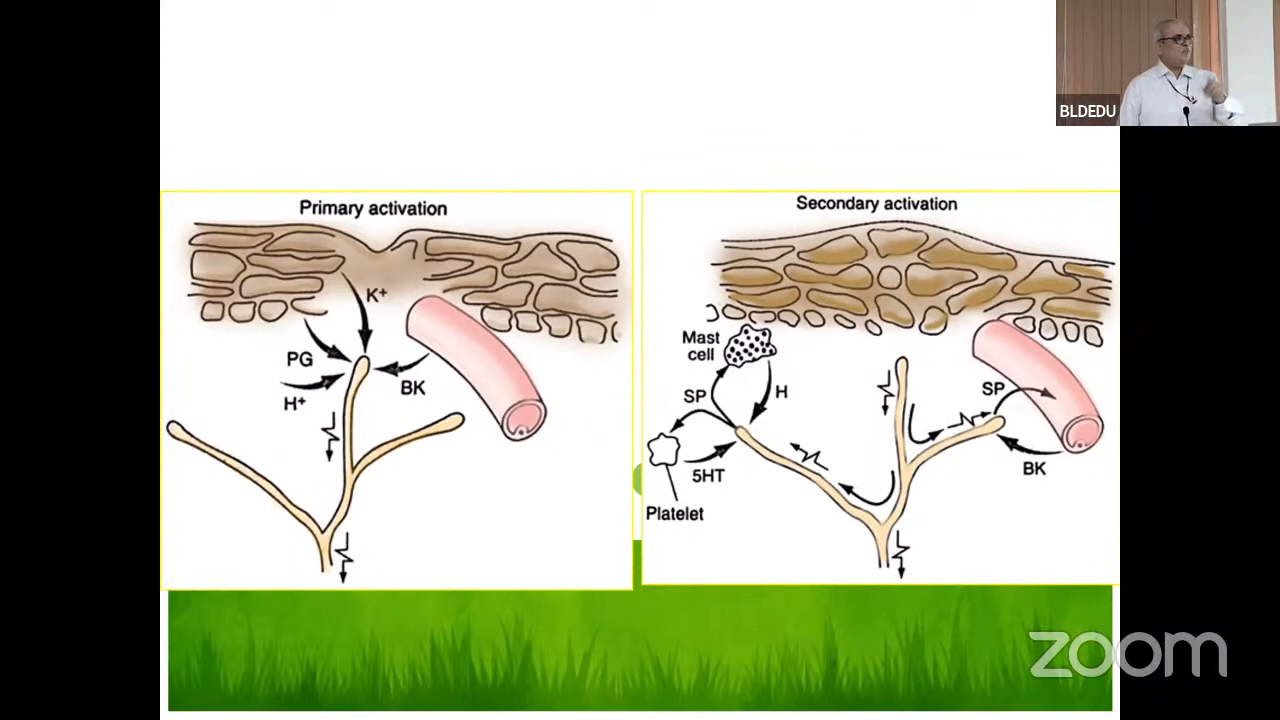 BLDEDU
Primary activation
K+
PG
H+
BK
Secondary activation
Mast
cell
SP
H
SP
5HT
BK
Platelet
zoom